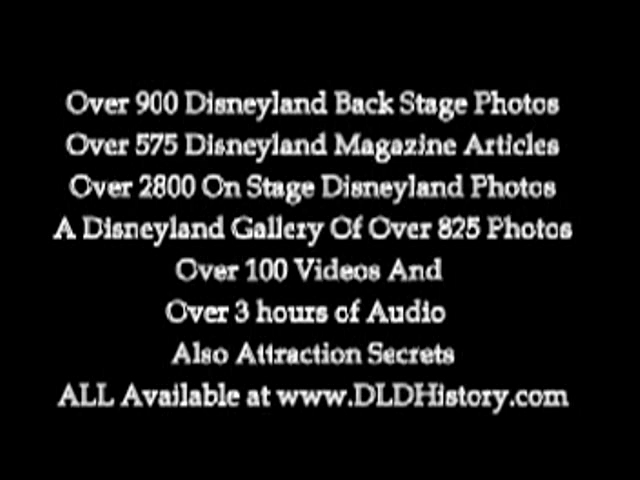 Over 900 Disneyland Back Stage Photos
Over 575 Disneyland Magazine Articles
Over 2800 On Stage Disneyland Photos
A Disneyland Gallery Of Over 825 Photos
Over 100 Videos And
Over 3 hours of Audio
Also Attraction Secrets
ALL Available at www.DLDHistory.com